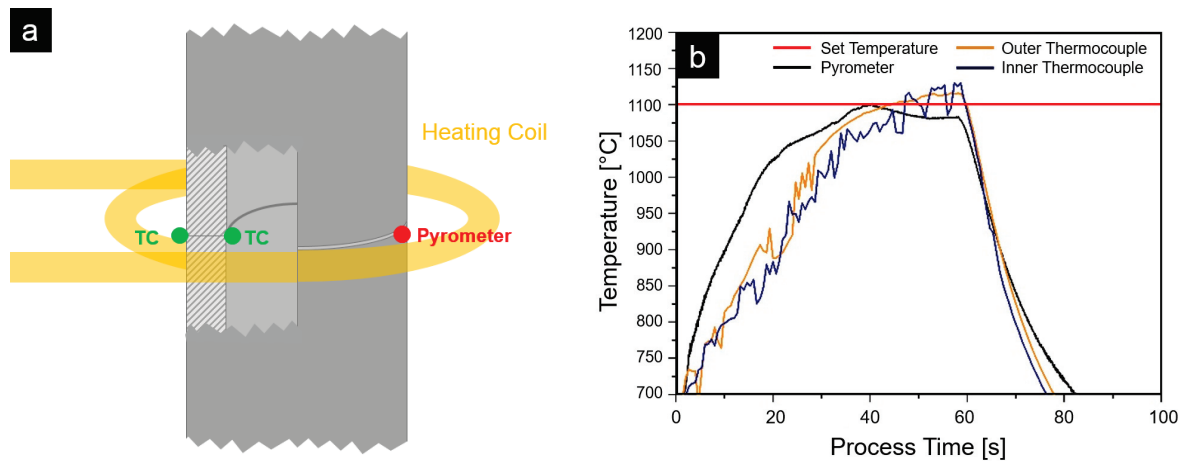 a
Heating Coil
TC
TC
Pyrometer
b
Set Temperature
Pyrometer
Outer Thermocouple
Inner Thermocouple
Temperature [°C]
1200
1150
1100
1050
1000
950
900
850
800
750
700
0
20
40
60
80
100
Process Time [s]